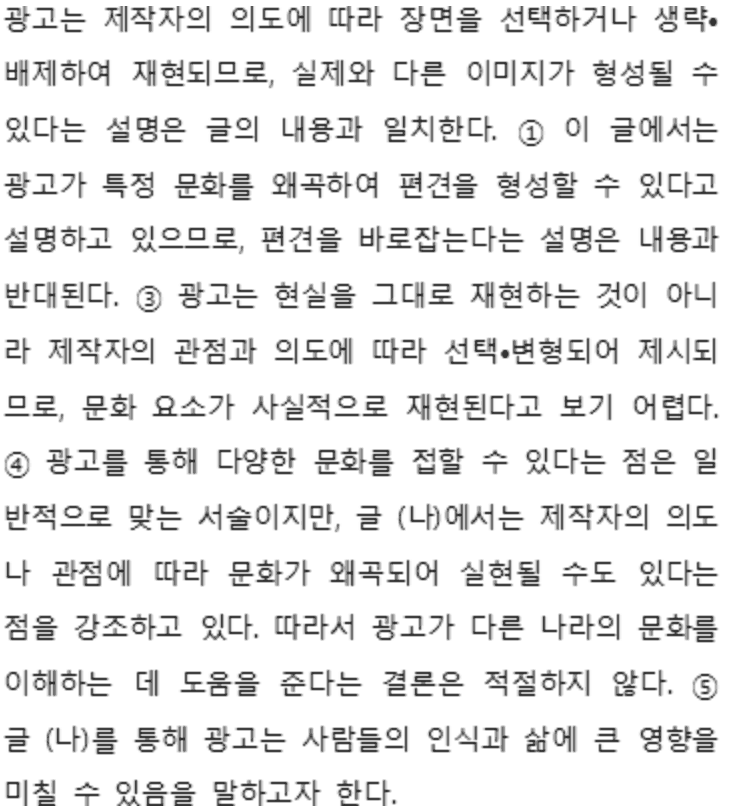 광고는 제작자의 의도에 따라 장면을 선택하거나 생략•
배제하여 재현되므로, 실제와 다른 이미지가 형성될 수
있다는 설명은 글의 내용과 일치한다. ① 이 글에서는
광고가 특정 문화를 왜곡하여 편견을 형성할 수 있다고
설명하고 있으므로, 편견을 바로잡는다는 설명은 내용과
반대된다. ③ 광고는 현실을 그대로 재현하는 것이 아니
라 제작자의 관점과 의도에 따라 선택•변형되어 제시되
므로, 문화 요소가 사실적으로 재현된다고 보기 어렵다.
④ 광고를 통해 다양한 문화를 접할 수 있다는 점은 일
반적으로 맞는 서술이지만, 글 (나)에서는 제작자의 의도
나 관점에 따라 문화가 왜곡되어 실현될 수도 있다는
점을 강조하고 있다. 따라서 광고가 다른 나라의 문화를
이해하는 데 도움을 준다는 결론은 적절하지 않다. ⑤
글 (나)를 통해 광고는 사람들의 인식과 삶에 큰 영향을
미칠 수 있음을 말하고자 한다.